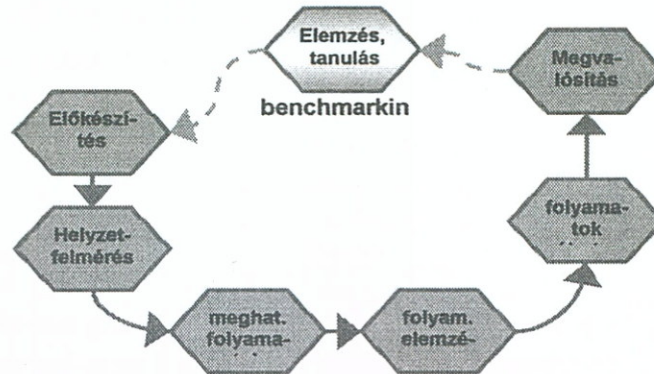 Elemzés,
tanulás
benchmarkin
Megva-
lósítás
Előkészí-
tés
Helyzet-
felmérés
meghat.
folyama-
folyam.
elemzé-
folyama-
tok